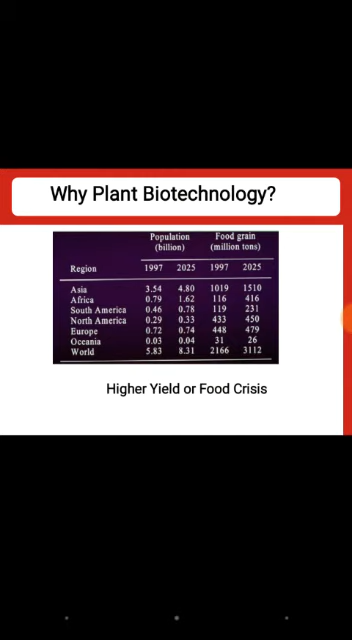 Why Plant Biotechnology?
Population Food grain
(billion) (million tons)
Region 1997 2025 1997 2025
Asia 3.54 4.80 1019 1510
Africa 0.79 1.62 116 416
South America 0.46 0.78 119 231
North America 0.29 0.33 433 450
Europe 0.72 0.74 448 479
Oceania 0.03 0.04 31 26
World 5.83 8.31 2166 3112
Higher Yield or Food Crisis